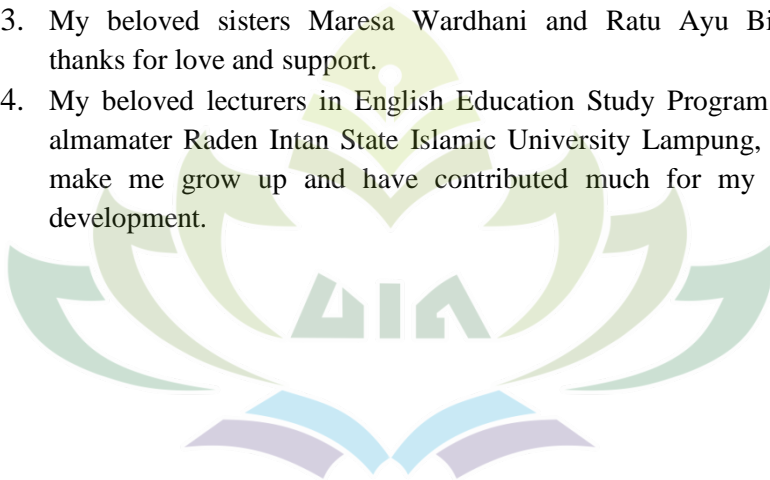 3. My beloved sisters Maresa Wardhani and Ratu Ayu Bi
thanks for love and support.
4. My beloved lecturers in English Education Study Program
almamater Raden Intan State Islamic University Lampung,
make me grow up and have contributed much for my
development.
UIN